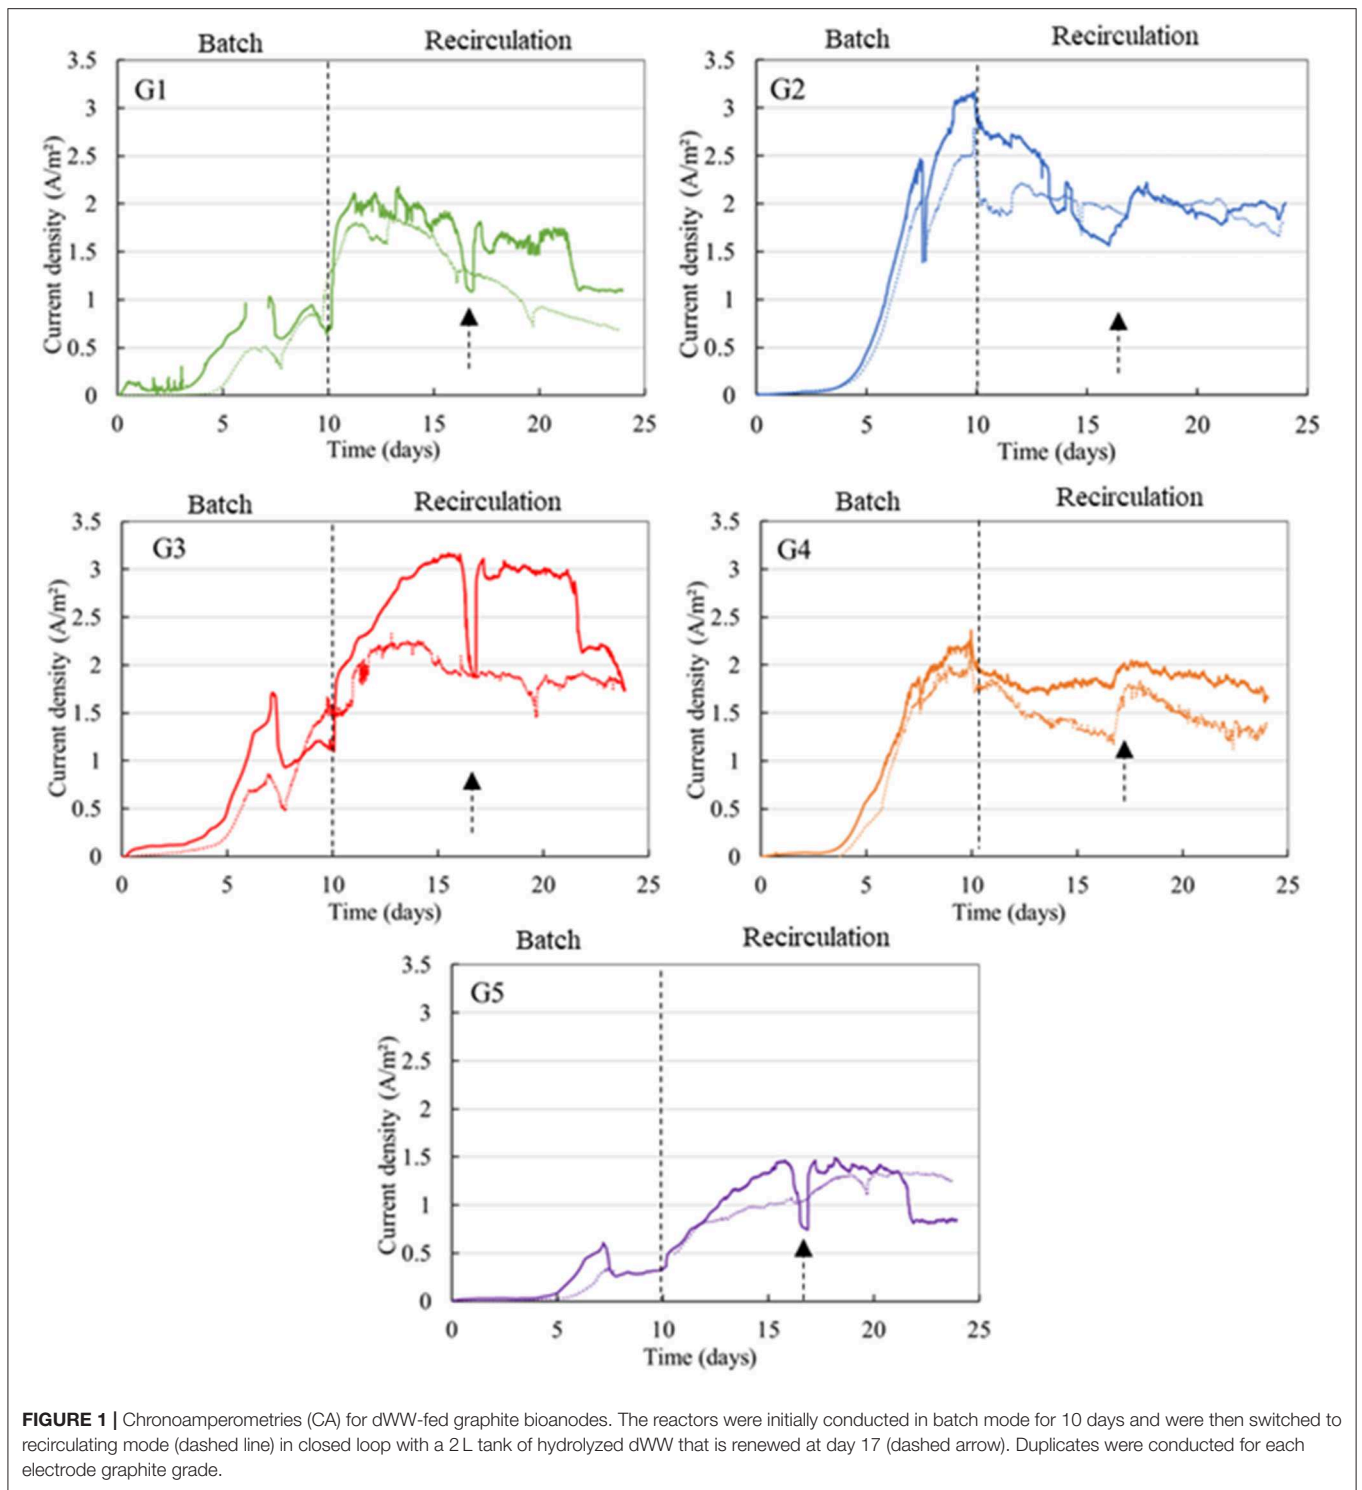 Batch Recirculation
G1
3.5
3
2.5
2
1.5
1
0.5
0
Current density (A/m²)
0 5 10 15 20 25
Time (days)
Batch Recirculation
G2
3.5
3
2.5
2
1.5
1
0.5
0
Current density (A/m²)
0 5 10 15 20 25
Time (days)
Batch Recirculation
G3
3.5
3
2.5
2
1.5
1
0.5
0
Current density (A/m²)
0 5 10 15 20 25
Time (days)
Batch Recirculation
G4
3.5
3
2.5
2
1.5
1
0.5
0
Current density (A/m²)
0 5 10 15 20 25
Time (days)
Batch Recirculation
G5
3.5
3
2.5
2
1.5
1
0.5
0
Current density (A/m²)
0 5 10 15 20 25
Time (days)
FIGURE 1 | Chronoamperometries (CA) for dWW-fed graphite bioanodes. The reactors were initially conducted in batch mode for 10 days and were then switched to
recirculating mode (dashed line) in closed loop with a 2 L tank of hydrolyzed dWW that is renewed at day 17 (dashed arrow). Duplicates were conducted for each
electrode graphite grade.